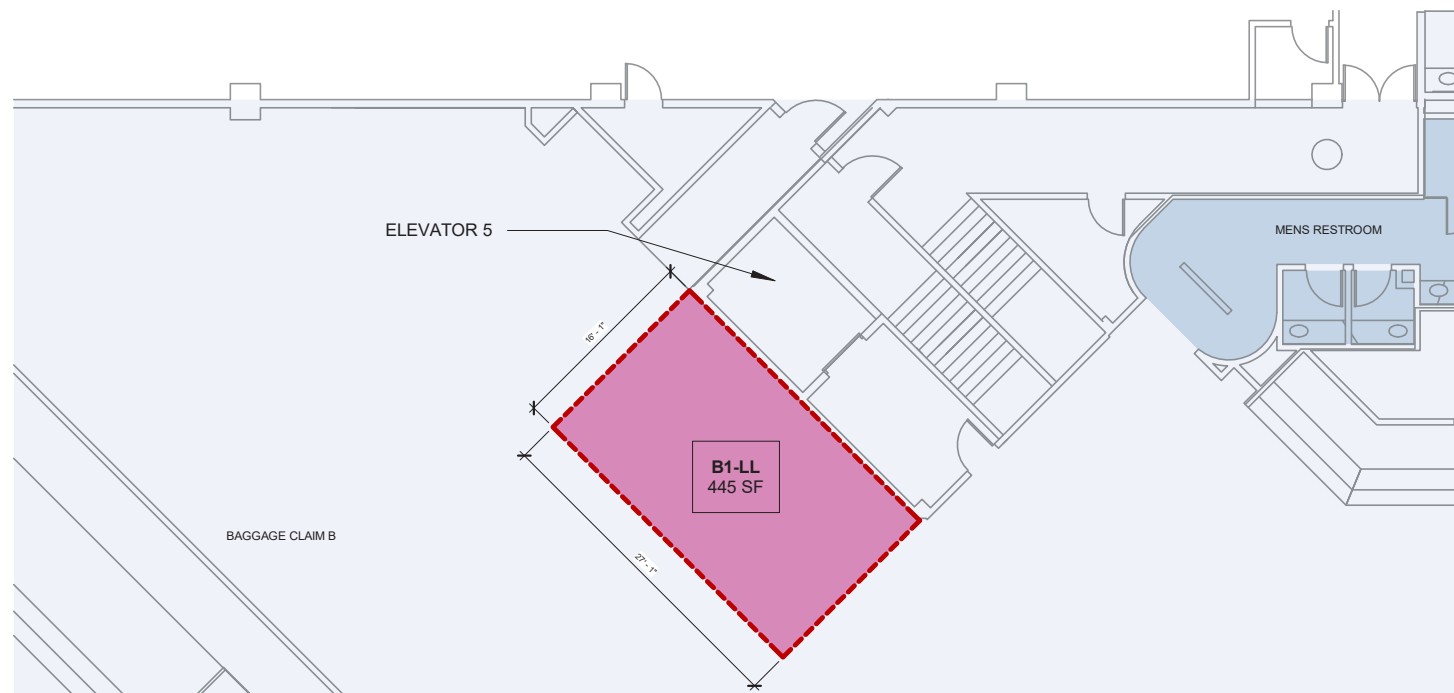 ELEVATOR 5
MENS RESTROOM
16' - 1"
B1-LL
445 SF
BAGGAGE CLAIM B
27' - 1"